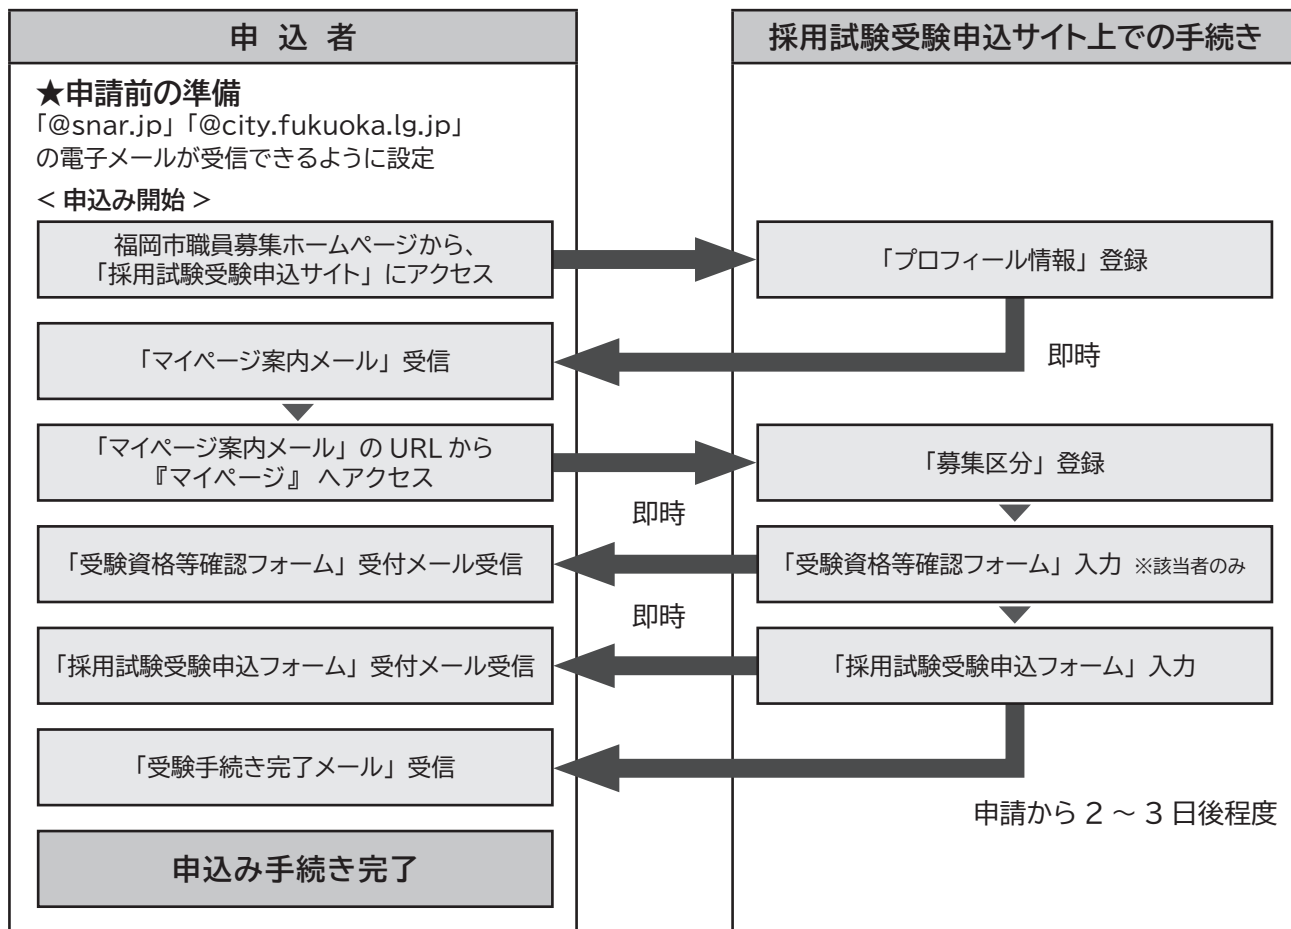 申 込 者
採用試験受験申込サイト上での手続き
★申請前の準備
「@snar.jp」「@city.fukuoka.lg.jp」
の電子メールが受信できるように設定
< 申込み開始 >
福岡市職員募集ホームページから、
「採用試験受験申込サイト」にアクセス
「プロフィール情報」登録
「マイページ案内メール」受信
即時
「マイページ案内メール」の URL から
『マイページ』 へアクセス
「募集区分」登録
即時
「受験資格等確認フォーム」受付メール受信
「受験資格等確認フォーム」入力 ※該当者のみ
即時
「採用試験受験申込フォーム」受付メール受信
「採用試験受験申込フォーム」入力
「受験手続き完了メール」受信
申請から 2 ～ 3 日後程度
申込み手続き完了